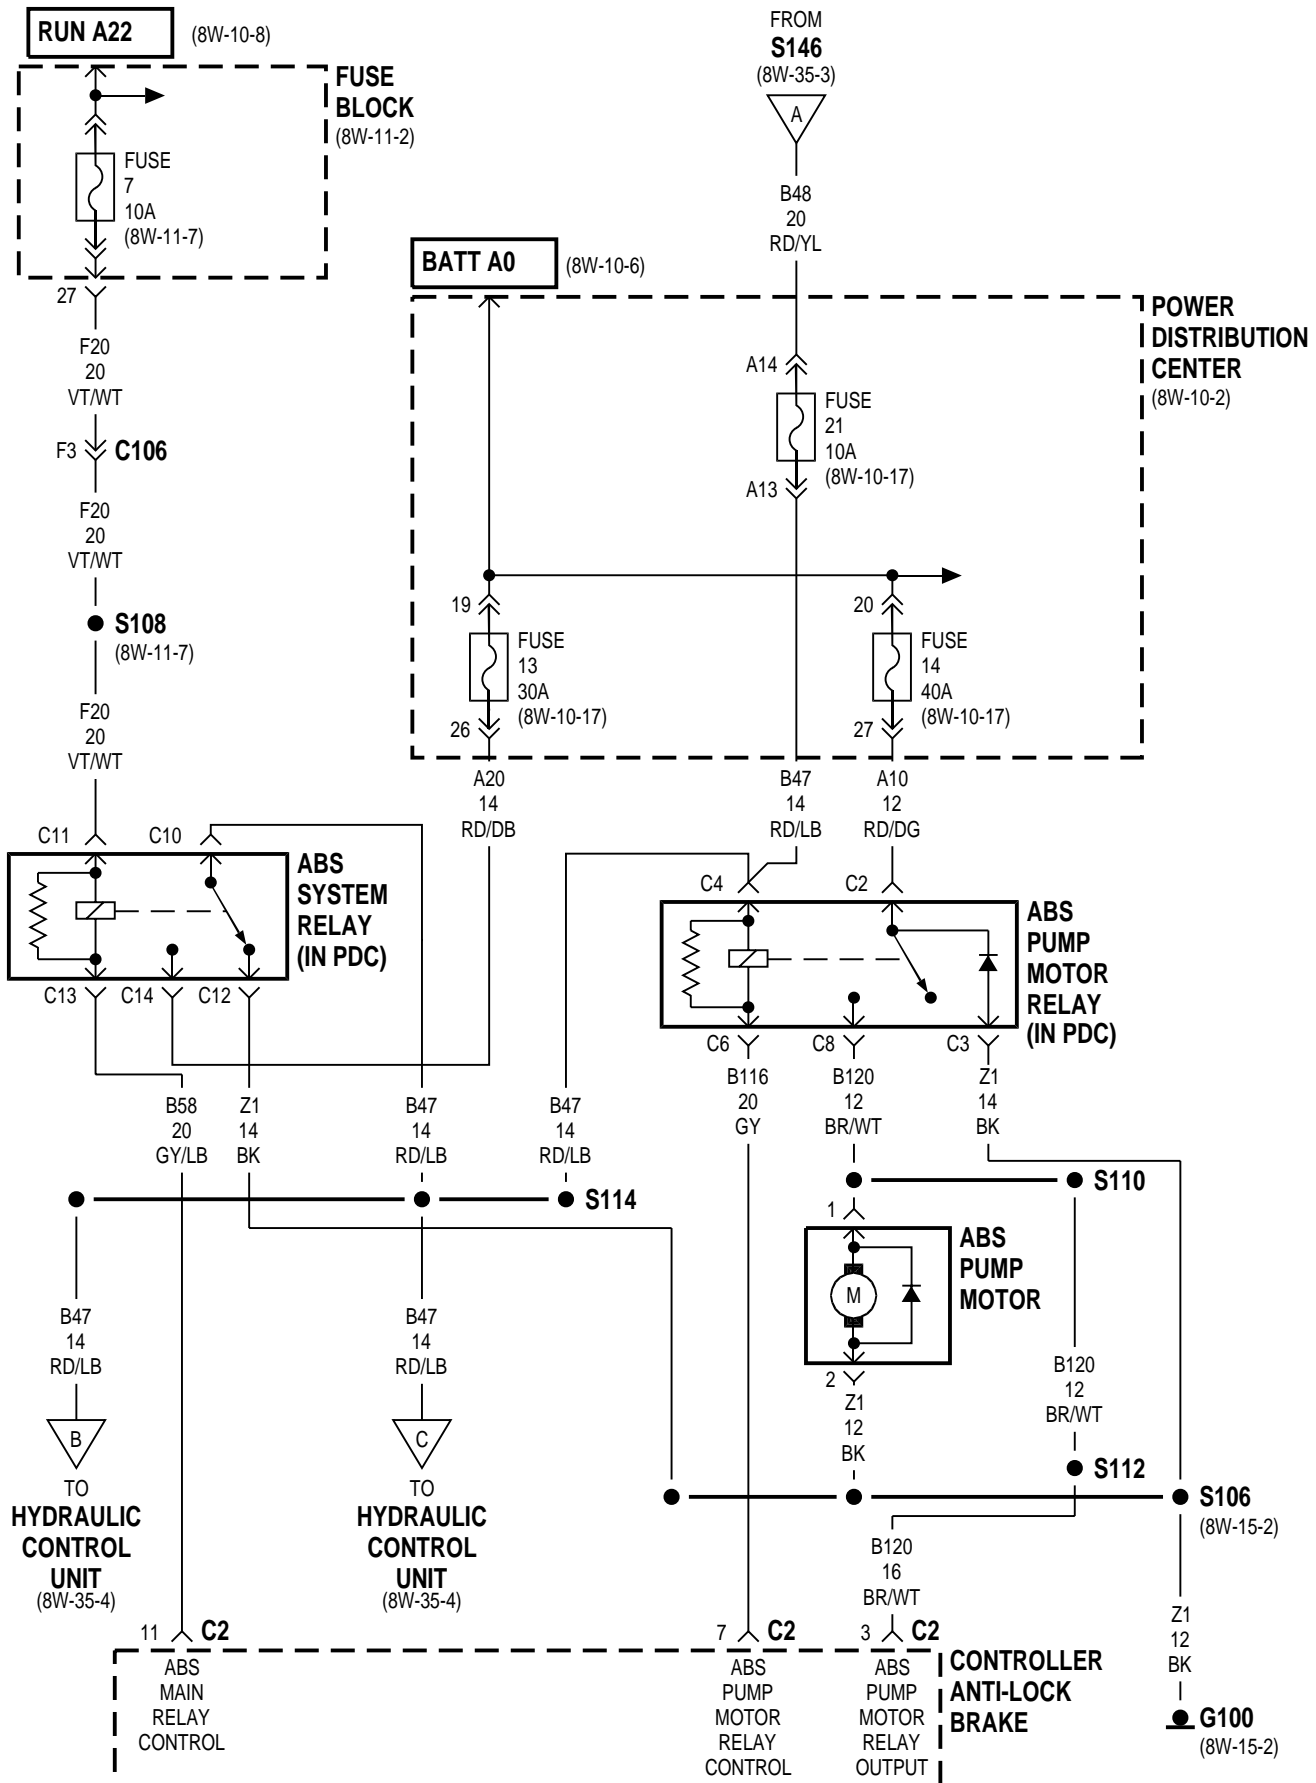 RUN A22
(8W-10-8)
FUSE
BLOCK
(8W-11-2)
FUSE
7
10A
(8W-11-7)
27
F20
20
VT/WT
F3
C106
F20
20
VT/WT
S108
(8W-11-7)
F20
20
VT/WT
FROM
S146
(8W-35-3)
A
B48
20
RD/YL
BATT A0
(8W-10-6)
POWER
DISTRIBUTION
CENTER
(8W-10-2)
A14
FUSE
21
10A
(8W-10-17)
A13
19
FUSE
13
30A
(8W-10-17)
26
20
FUSE
14
40A
(8W-10-17)
27
A20
14
RD/DB
B47
14
RD/LB
A10
12
RD/DG
C11
C10
ABS
SYSTEM
RELAY
(IN PDC)
C13
C14
C12
C4
C2
ABS
PUMP
MOTOR
RELAY
(IN PDC)
C6
C8
C3
B58
20
GY/LB
Z1
14
BK
B47
14
RD/LB
B47
14
RD/LB
B116
20
GY
B120
12
BR/WT
Z1
14
BK
S114
S110
1
ABS
PUMP
MOTOR
M
2
Z1
12
BK
B120
12
BR/WT
S112
S106
(8W-15-2)
B47
14
RD/LB
B
TO
HYDRAULIC
CONTROL
UNIT
(8W-35-4)
B47
14
RD/LB
C
TO
HYDRAULIC
CONTROL
UNIT
(8W-35-4)
B120
16
BR/WT
Z1
12
BK
G100
(8W-15-2)
11
C2
7
C2
3
C2
ABS
MAIN
RELAY
CONTROL
ABS
PUMP
MOTOR
RELAY
CONTROL
ABS
PUMP
MOTOR
RELAY
OUTPUT
CONTROLLER
ANTI-LOCK
BRAKE